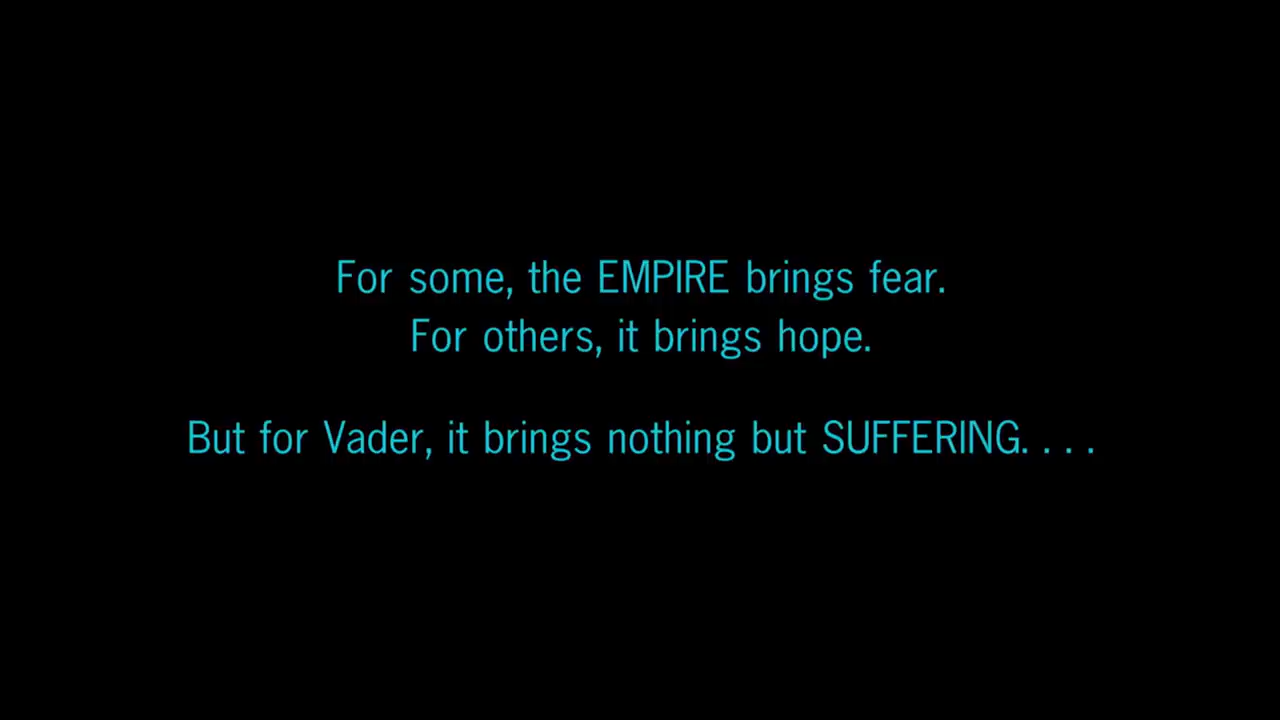 For some, the EMPIRE brings fear.
For others, it brings hope.
But for Vader, it brings nothing but SUFFERING. . . .